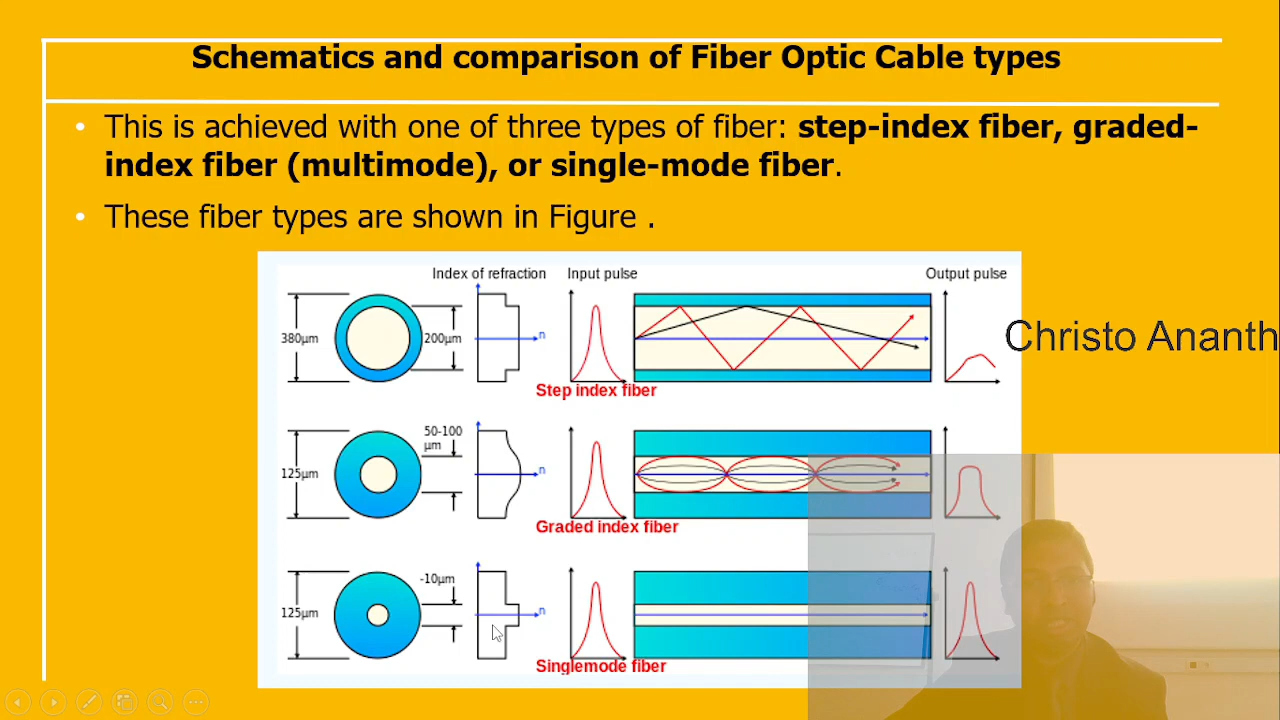 Schematics and comparison of Fiber Optic Cable types
• This is achieved with one of three types of fiber: step-index fiber, graded-
index fiber (multimode), or single-mode fiber.
• These fiber types are shown in Figure .
Index of refraction
Input pulse
Output pulse
380μm
200μm
n
Christo Ananth
Step index fiber
50-100
μm
125μm
n
Graded index fiber
-10μm
125μm
n
Singlemode fiber